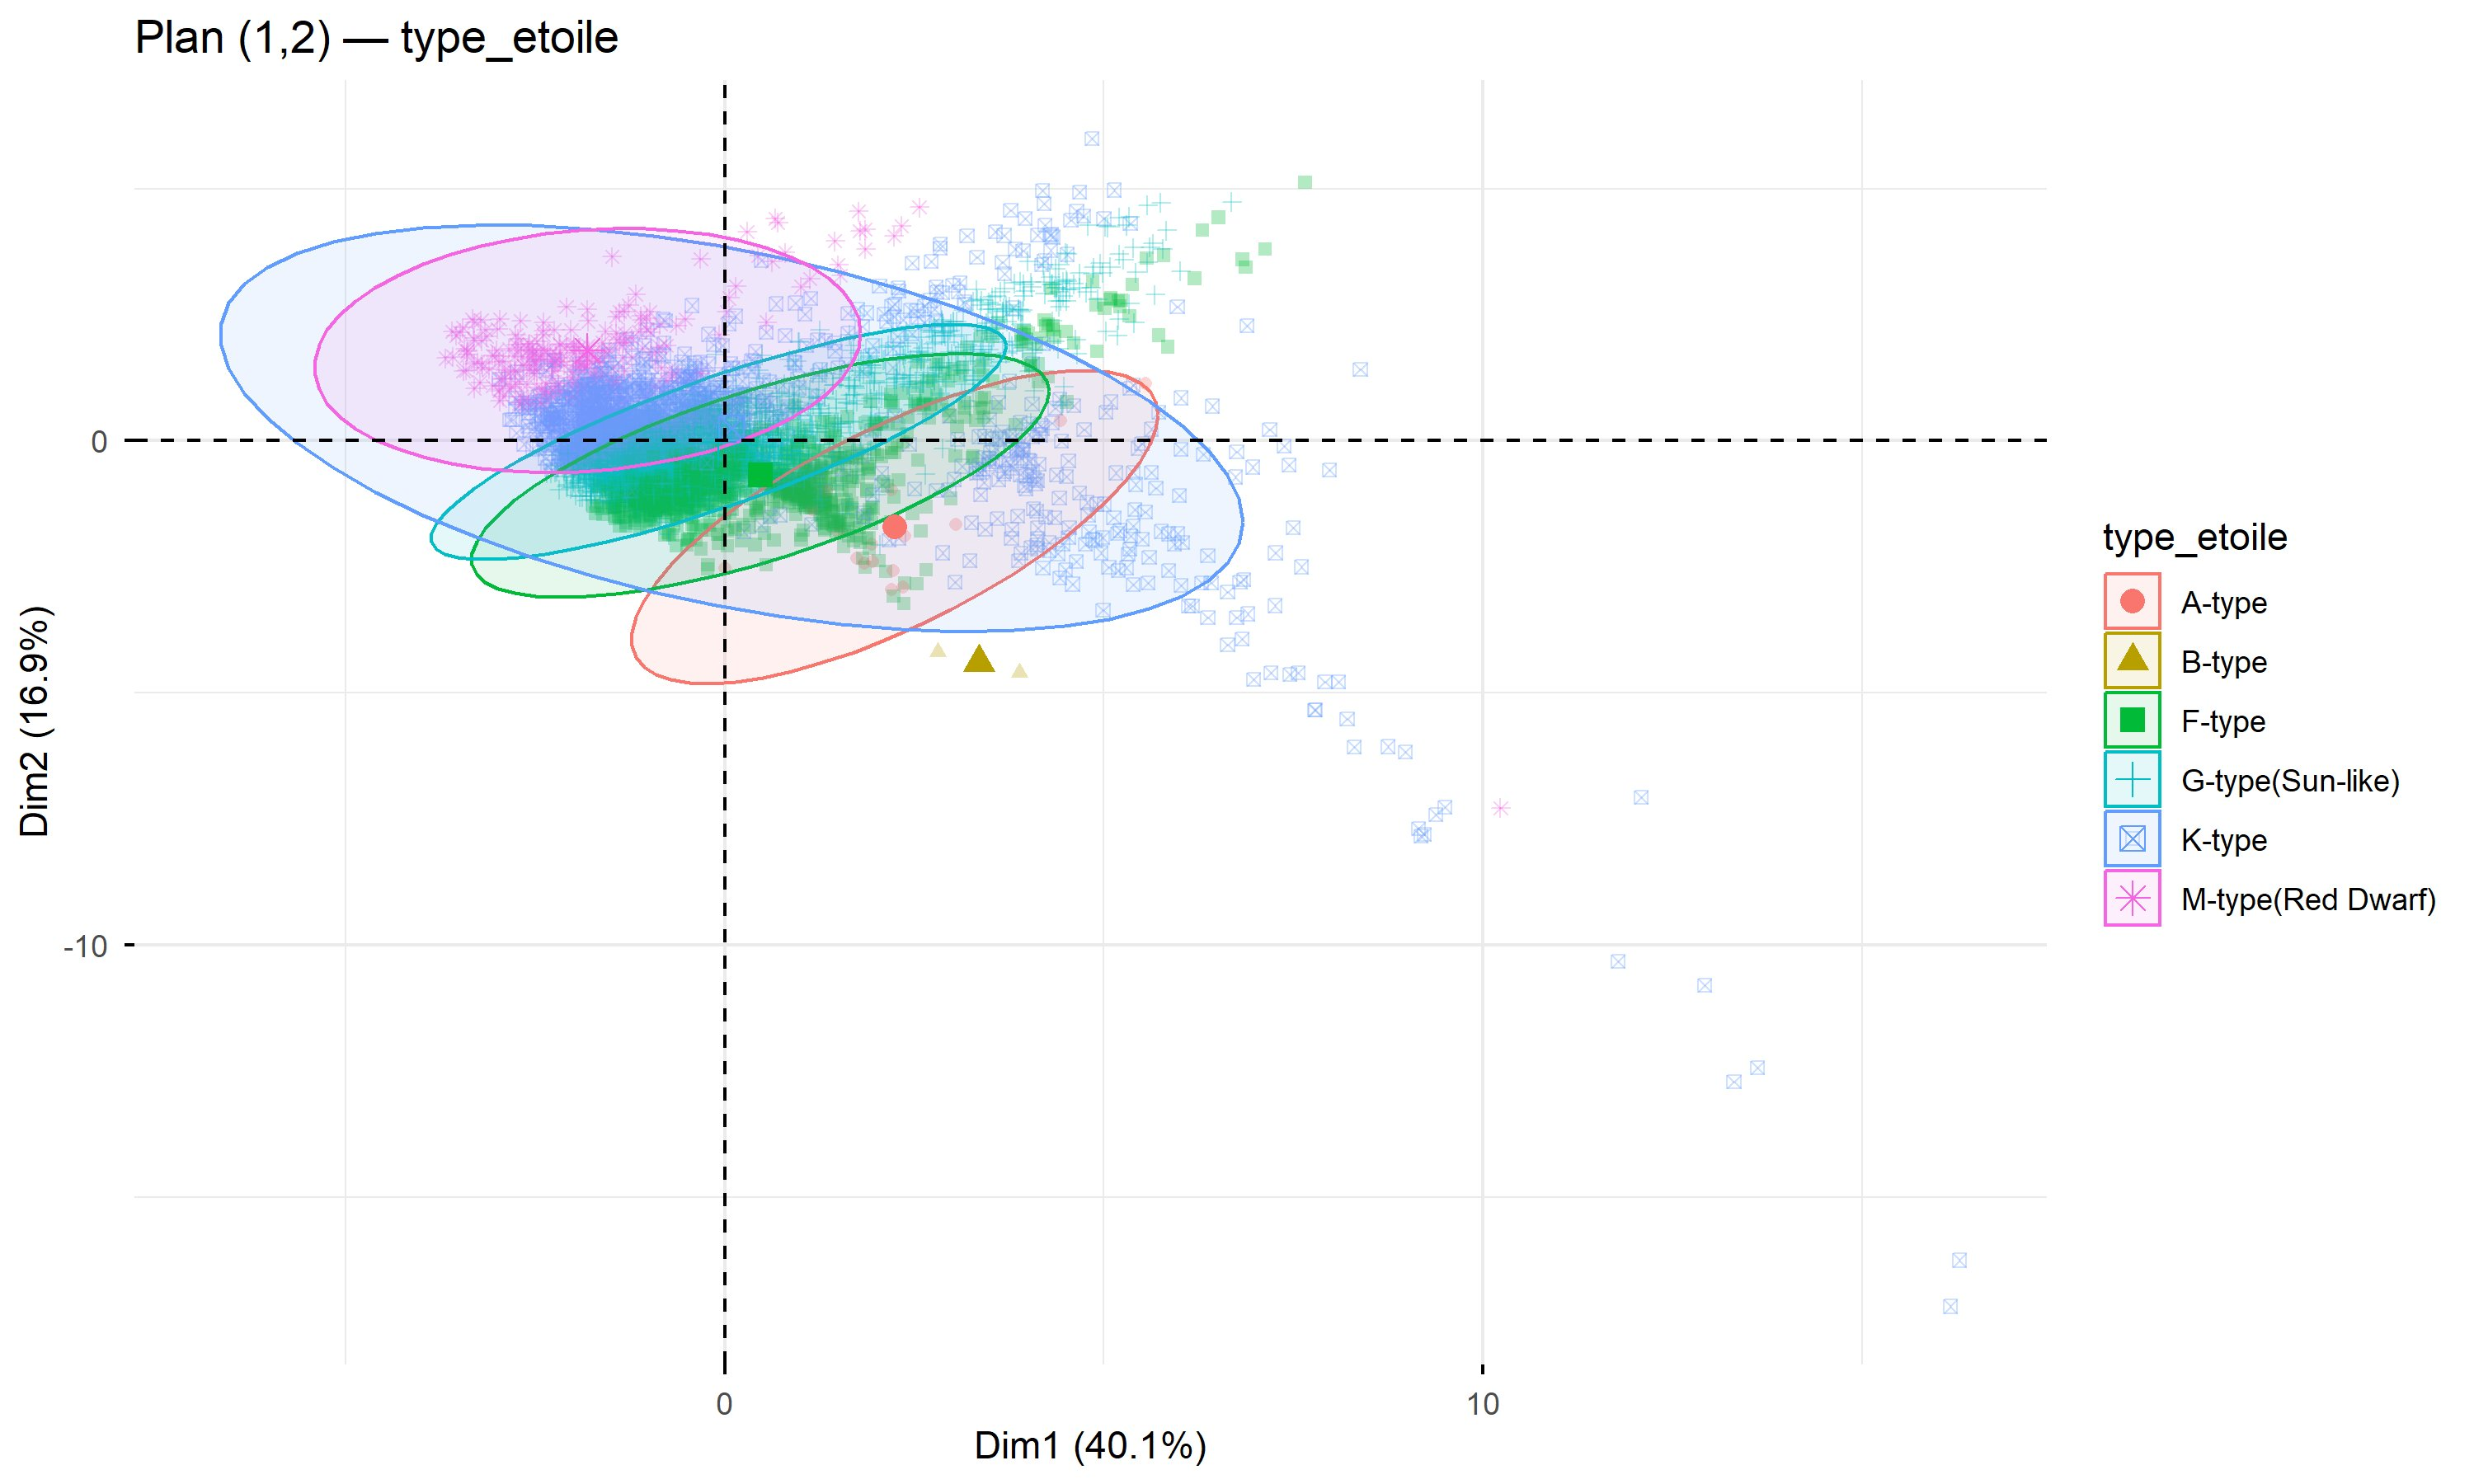 Plan (1,2) — type_etoile
0
-10
Dim2 (16.9%)
0
10
Dim1 (40.1%)
type_etoile
A-type
B-type
F-type
G-type(Sun-like)
K-type
M-type(Red Dwarf)